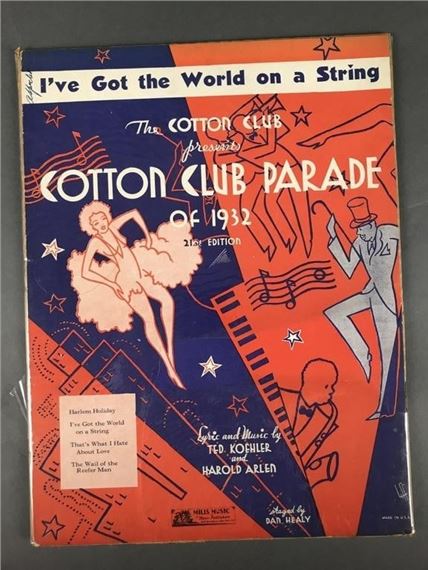 I've Got the World on a String
The COTTON CLUB
presents
COTTON CLUB PARADE
OF 1932
21st EDITION
Harlem Holiday
I've Got the World
on a String
That's What I Hate
About Love
The Wail of the
Reefer Man
Lyric and Music by
TED KOEHLER
and
HAROLD ARLEN
staged by
DAN HEALY
MILLS MUSIC
MADE IN U.S.A.